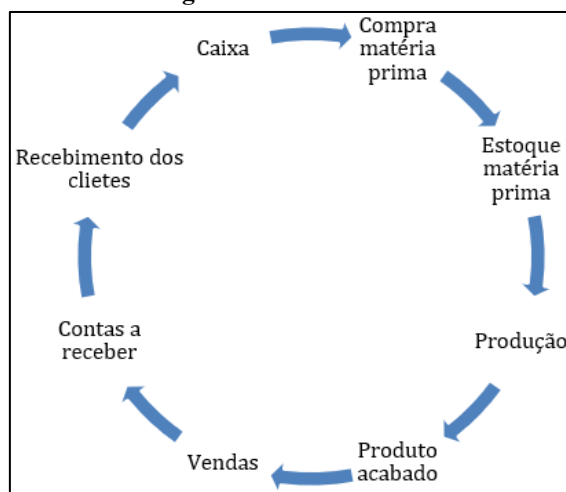 Caixa
Compra
matéria
prima
Estoque
matéria
prima
Produção
Produto
acabado
Vendas
Contas a
receber
Recebimento dos
clietes